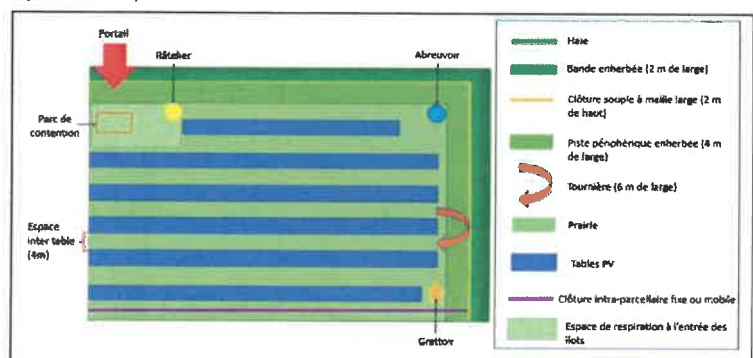 Portail
Râtelier
Abreuvoir
Parc de
contention
Espace
inter table
(4m)
Grattoir
Haie
Bande enherbée (2 m de large)
Clôture souple à maille large (2 m
de haut)
Piste périphérique enherbée (4 m
de large)
Tournière (6 m de large)
Prairie
Tables PV
Clôture intra-parcellaire fixe ou mobile
Espace de respiration à l'entrée des
îlots